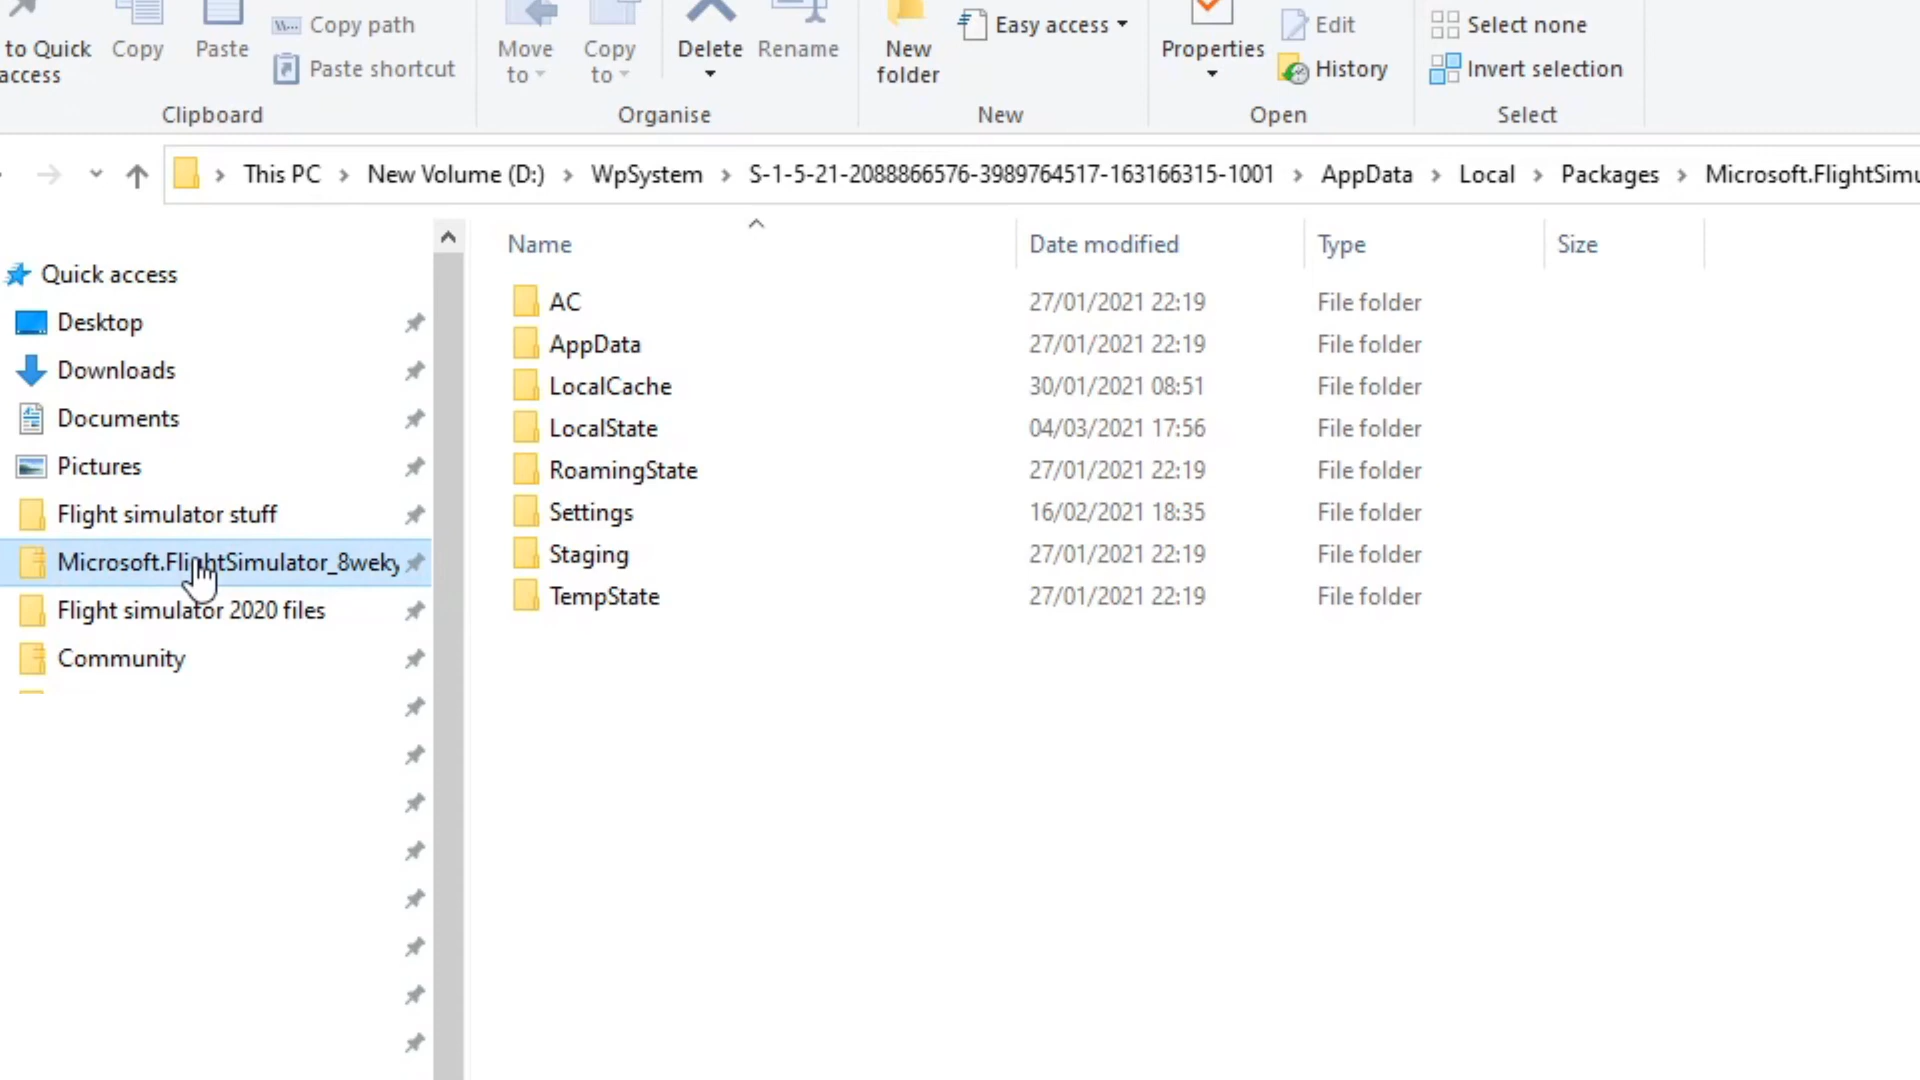 to Quick access
Copy
Paste
Copy path
Paste shortcut
Clipboard
Move to
Copy to
Delete
Rename
Organise
New folder
Easy access
New
Properties
Edit
History
Open
Select none
Invert selection
Select
This PC > New Volume (D:) > WpSystem > S-1-5-21-2088866576-3989764517-163166315-1001 > AppData > Local > Packages > Microsoft.FlightSimu
Quick access
Desktop
Downloads
Documents
Pictures
Flight simulator stuff
Microsoft.FlightSimulator_8weky
Flight simulator 2020 files
Community
Name Date modified Type Size
AC 27/01/2021 22:19 File folder
AppData 27/01/2021 22:19 File folder
LocalCache 30/01/2021 08:51 File folder
LocalState 04/03/2021 17:56 File folder
RoamingState 27/01/2021 22:19 File folder
Settings 16/02/2021 18:35 File folder
Staging 27/01/2021 22:19 File folder
TempState 27/01/2021 22:19 File folder